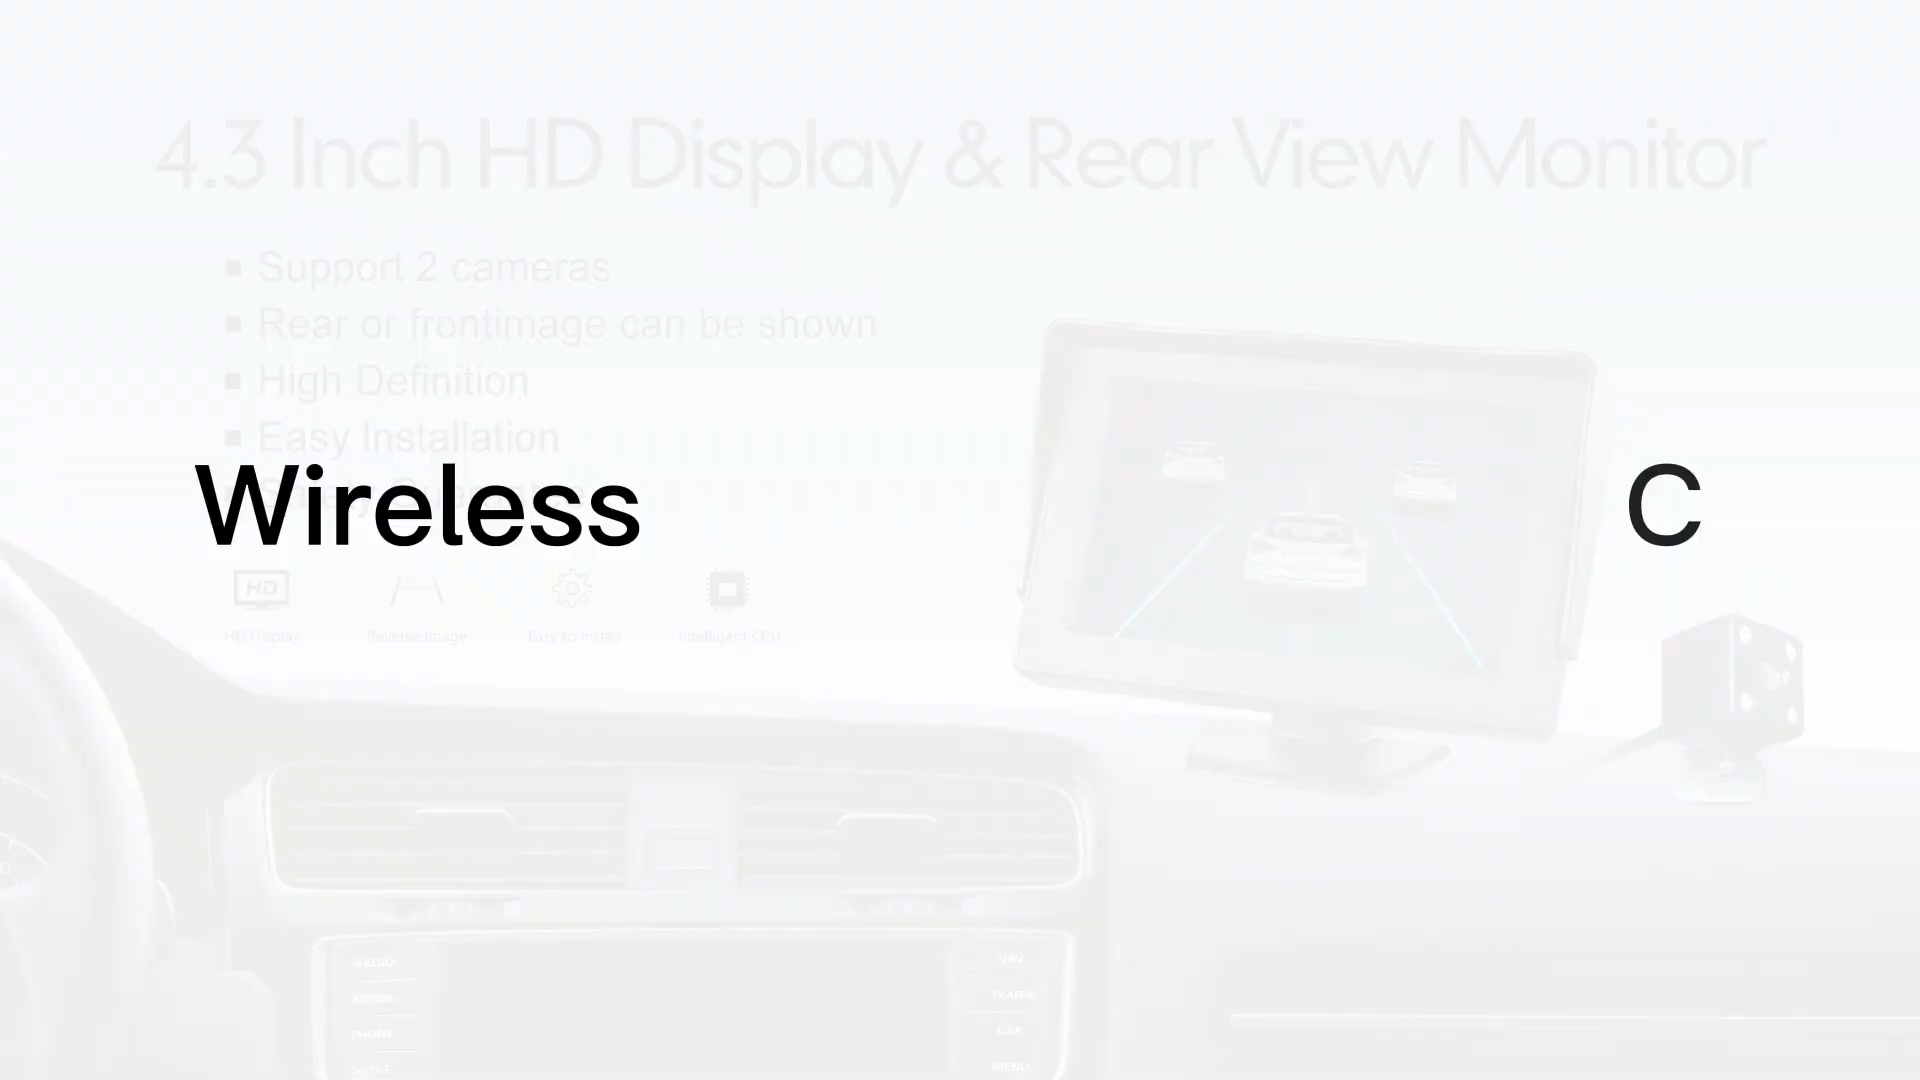 4.3 Inch HD Display & Rear View Monitor
Support 2 cameras
Rear or frontimage can be shown
High Definition
Easy Installation
Wireless C
HD
HD Display Reverse image Easy to install Intelligent CPU
RADIO NAV
MEDIA TRAFFIC
PHONE CAR
VOICE MENU